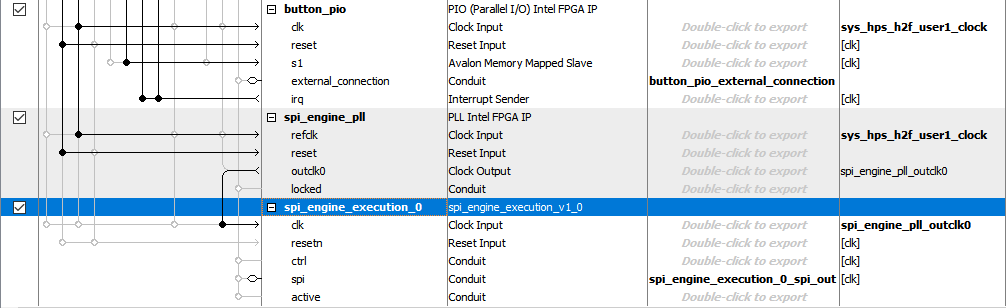 button_pio PIO (Parallel I/O) Intel FPGA IP
clk Clock Input Double-click to export sys_hps_h2f_user1_clock
reset Reset Input Double-click to export [clk]
s1 Avalon Memory Mapped Slave Double-click to export [clk]
external_connection Conduit button_pio_external_connection
irq Interrupt Sender Double-click to export [clk]
spi_engine_pll PLL Intel FPGA IP
refclk Clock Input Double-click to export sys_hps_h2f_user1_clock
reset Reset Input Double-click to export
outclk0 Clock Output Double-click to export spi_engine_pll_outclk0
locked Conduit Double-click to export
spi_engine_execution_0 spi_engine_execution_v1_0
clk Clock Input Double-click to export spi_engine_pll_outclk0
resetn Reset Input Double-click to export [clk]
ctrl Conduit Double-click to export [clk]
spi Conduit spi_engine_execution_0_spi_out [clk]
active Conduit Double-click to export